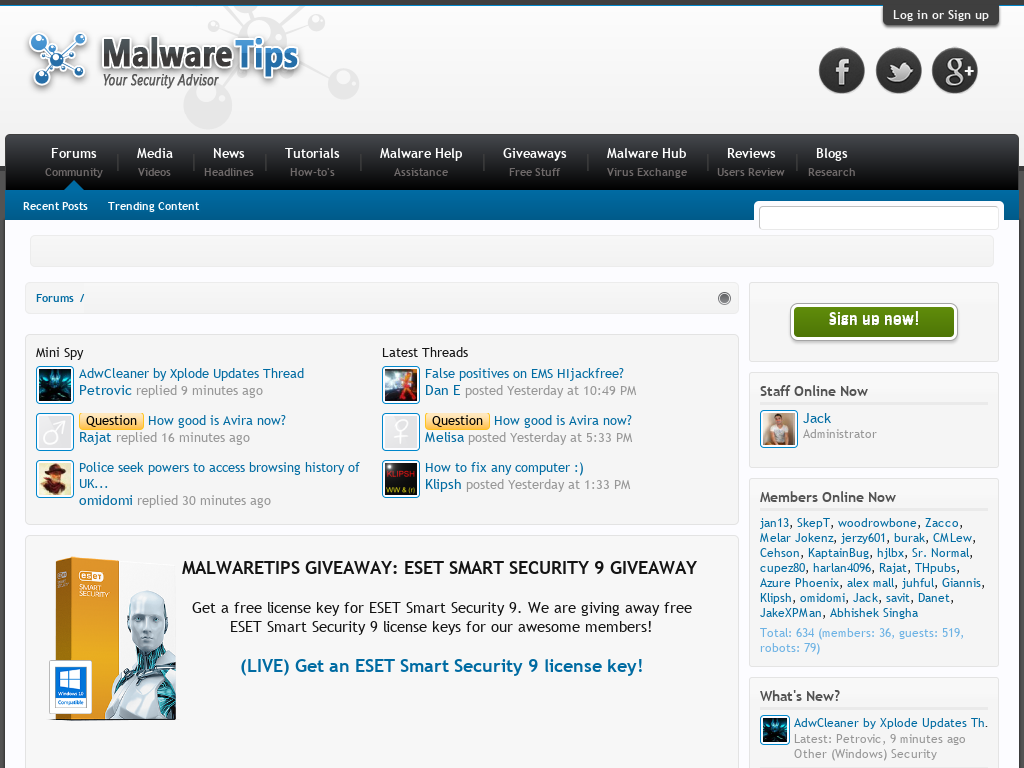 Log in or Sign up
MalwareTips
Your Security Advisor
Forums
Community
Media
Videos
News
Headlines
Tutorials
How-to's
Malware Help
Assistance
Giveaways
Free Stuff
Malware Hub
Virus Exchange
Reviews
Users Review
Blogs
Research
Recent Posts
Trending Content
Forums /
Mini Spy
AdwCleaner by Xplode Updates Thread
Petrovic replied 9 minutes ago
Question How good is Avira now?
Rajat replied 16 minutes ago
Police seek powers to access browsing history of
UK...
omidomi replied 30 minutes ago
Latest Threads
False positives on EMS HIjackfree?
Dan E posted Yesterday at 10:49 PM
Question How good is Avira now?
Melisa posted Yesterday at 5:33 PM
KLIPSH
WW & (r)
How to fix any computer :)
Klipsh posted Yesterday at 1:33 PM
eset
SMART
SECURITY
Windows 10
Compatible
MALWARETIPS GIVEAWAY: ESET SMART SECURITY 9 GIVEAWAY
Get a free license key for ESET Smart Security 9. We are giving away free
ESET Smart Security 9 license keys for our awesome members!
(LIVE) Get an ESET Smart Security 9 license key!
Sign up now!
Staff Online Now
Jack
Administrator
Members Online Now
jan13, SkepT, woodrowbone, Zacco,
Melar Jokenz, jerzy601, burak, CMLew,
Cehson, KaptainBug, hjlbx, Sr. Normal,
cupez80, harlan4096, Rajat, THpubs,
Azure Phoenix, alex mall, juhful, Giannis,
Klipsh, omidomi, Jack, savit, Danet,
JakeXPMan, Abhishek Singha
Total: 634 (members: 36, guests: 519,
robots: 79)
What's New?
AdwCleaner by Xplode Updates Th.
Latest: Petrovic, 9 minutes ago
Other (Windows) Security